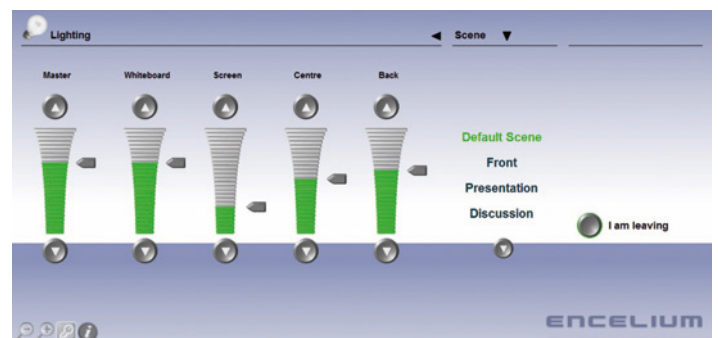 Lighting
Scene
Master Whiteboard Screen Centre Back
Default Scene
Front
Presentation
Discussion
I am leaving
ENCELIUM
i